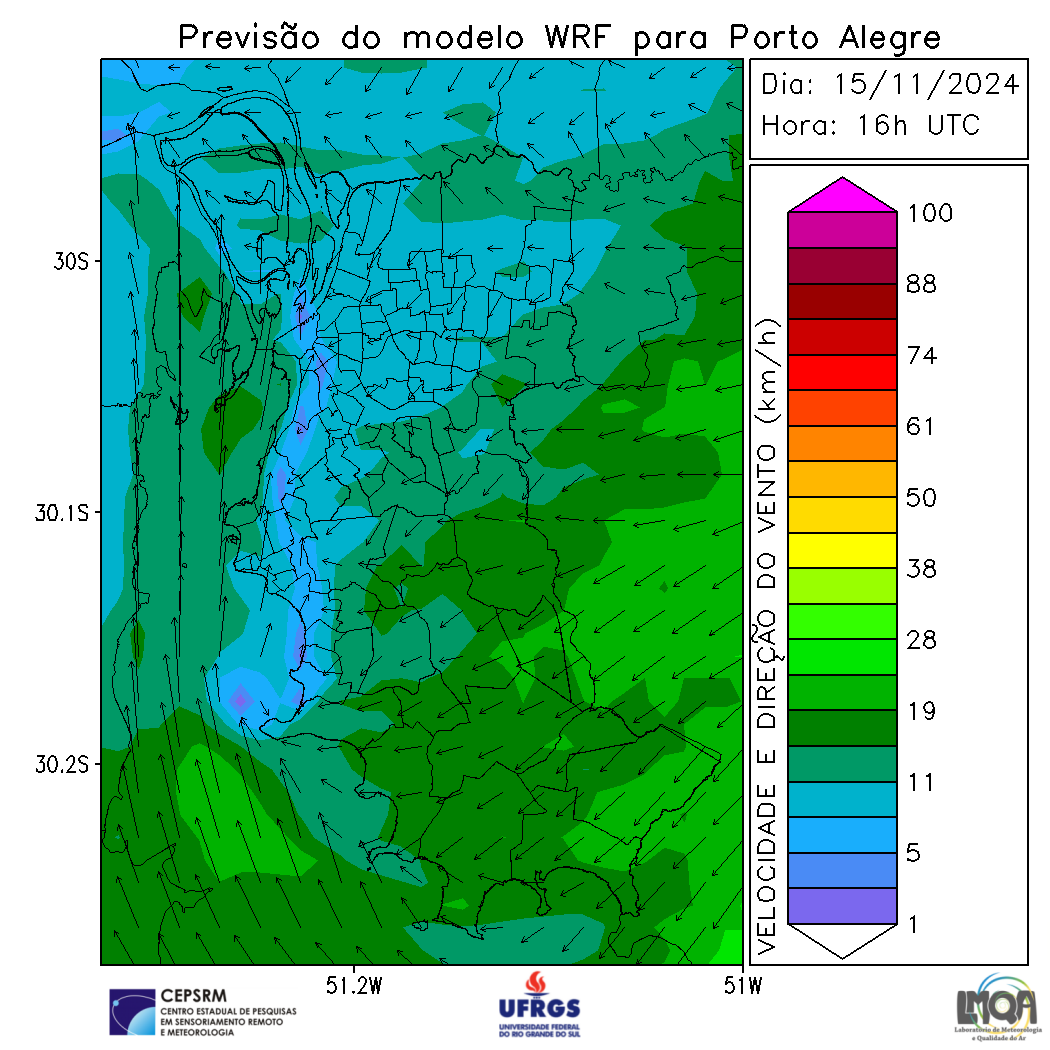 Previsão do modelo WRF para Porto Alegre
Dia: 15/11/2024
Hora: 16h UTC
30S
30.1S
30.2S
51.2W
51W
VELOCIDADE E DIREÇÃO DO VENTO (km/h)
100
88
74
61
50
38
28
19
11
5
1
CEPSRM
CENTRO ESTADUAL DE PESQUISAS
EM SENSORIAMENTO REMOTO
E METEOROLOGIA
UFRGS
UNIVERSIDADE FEDERAL
DO RIO GRANDE DO SUL
LMQA
Laboratório de Meteorologia
e Qualidade do Ar